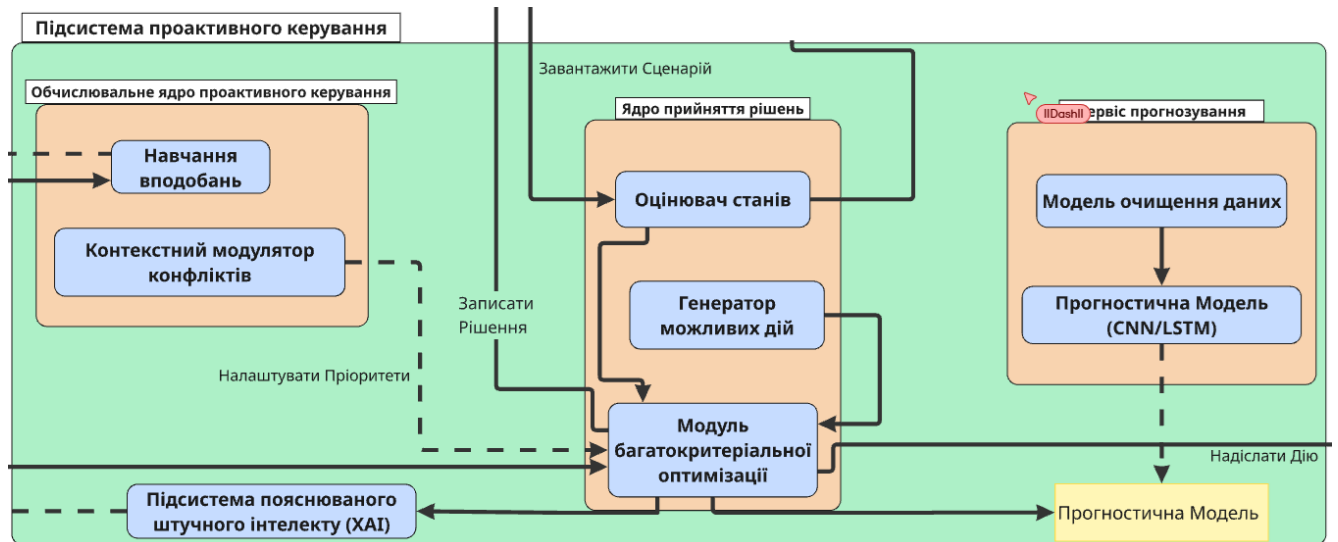 Підсистема проактивного керування
Завантажити Сценарій
Обчислювальне ядро проактивного керування
Навчання
вподобань
Контекстний модулятор
конфліктів
Налаштувати Пріоритети
Записати
Рішення
Ядро прийняття рішень
Оцінювач станів
Генератор
можливих дій
Модуль
багатокритеріальної
оптимізації
llDashll
ервіс прогнозування
Модель очищення даних
Прогностична Модель
(CNN/LSTM)
Надіслати Дію
Підсистема пояснюваного
штучного інтелекту (XAI)
Прогностична Модель